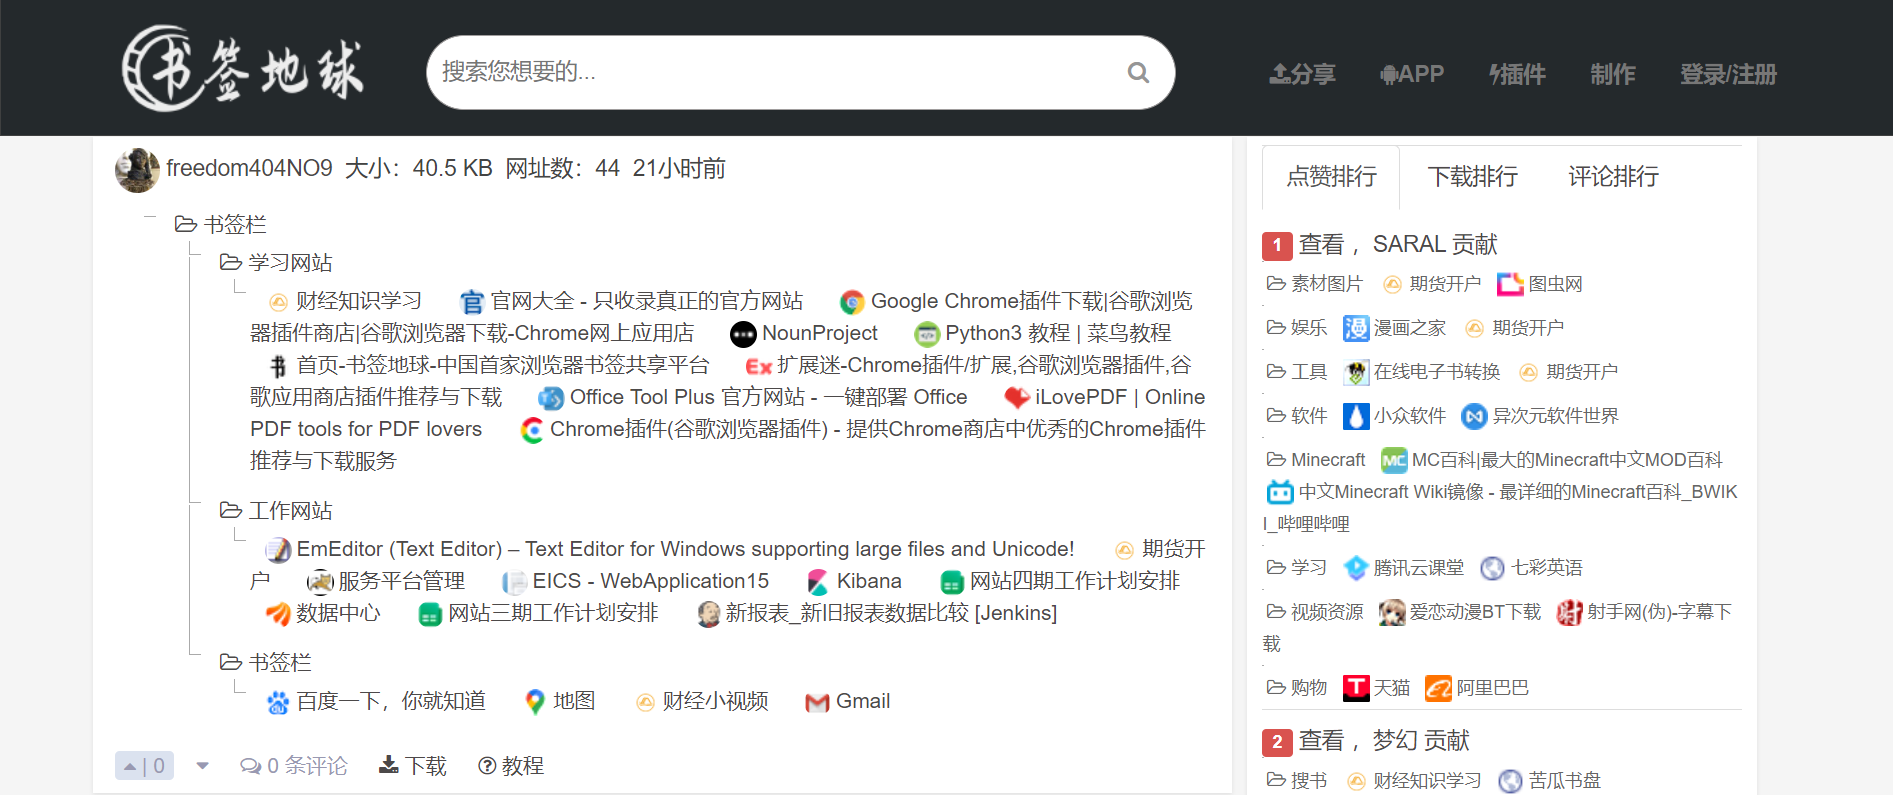 书签地球
搜索您想要的...
分享 APP 插件 制作 登录/注册
freedom404NO9 大小：40.5 KB 网址数：44 21小时前
书签栏
学习网站
财经知识学习 官网大全 - 只收录真正的官方网站 Google Chrome插件下载|谷歌浏览
器插件商店|谷歌浏览器下载-Chrome网上应用店 NounProject Python3 教程 | 菜鸟教程
首页-书签地球-中国首家浏览器书签共享平台 扩展迷-Chrome插件/扩展,谷歌浏览器插件,谷
歌应用商店插件推荐与下载 Office Tool Plus 官方网站 - 一键部署 Office iLovePDF | Online
PDF tools for PDF lovers Chrome插件(谷歌浏览器插件) - 提供Chrome商店中优秀的Chrome插件
推荐与下载服务
工作网站
EmEditor (Text Editor) – Text Editor for Windows supporting large files and Unicode! 期货开
户 服务平台管理 EICS - WebApplication15 Kibana 网站四期工作计划安排
数据中心 网站三期工作计划安排 新报表_新旧报表数据比较 [Jenkins]
书签栏
百度一下，你就知道 地图 财经小视频 Gmail
| 0 0 条评论 下载 教程
点赞排行 下载排行 评论排行
1 查看 ，SARAL 贡献
素材图片 期货开户 图虫网
娱乐 漫画之家 期货开户
工具 在线电子书转换 期货开户
软件 小众软件 异次元软件世界
Minecraft MC百科|最大的Minecraft中文MOD百科
中文Minecraft Wiki镜像 - 最详细的Minecraft百科_BWIK
I_哔哩哔哩
学习 腾讯云课堂 七彩英语
视频资源 爱恋动漫BT下载 射手网(伪)-字幕下
载
购物 天猫 阿里巴巴
2 查看 ，梦幻 贡献
搜书 财经知识学习 苦瓜书盘